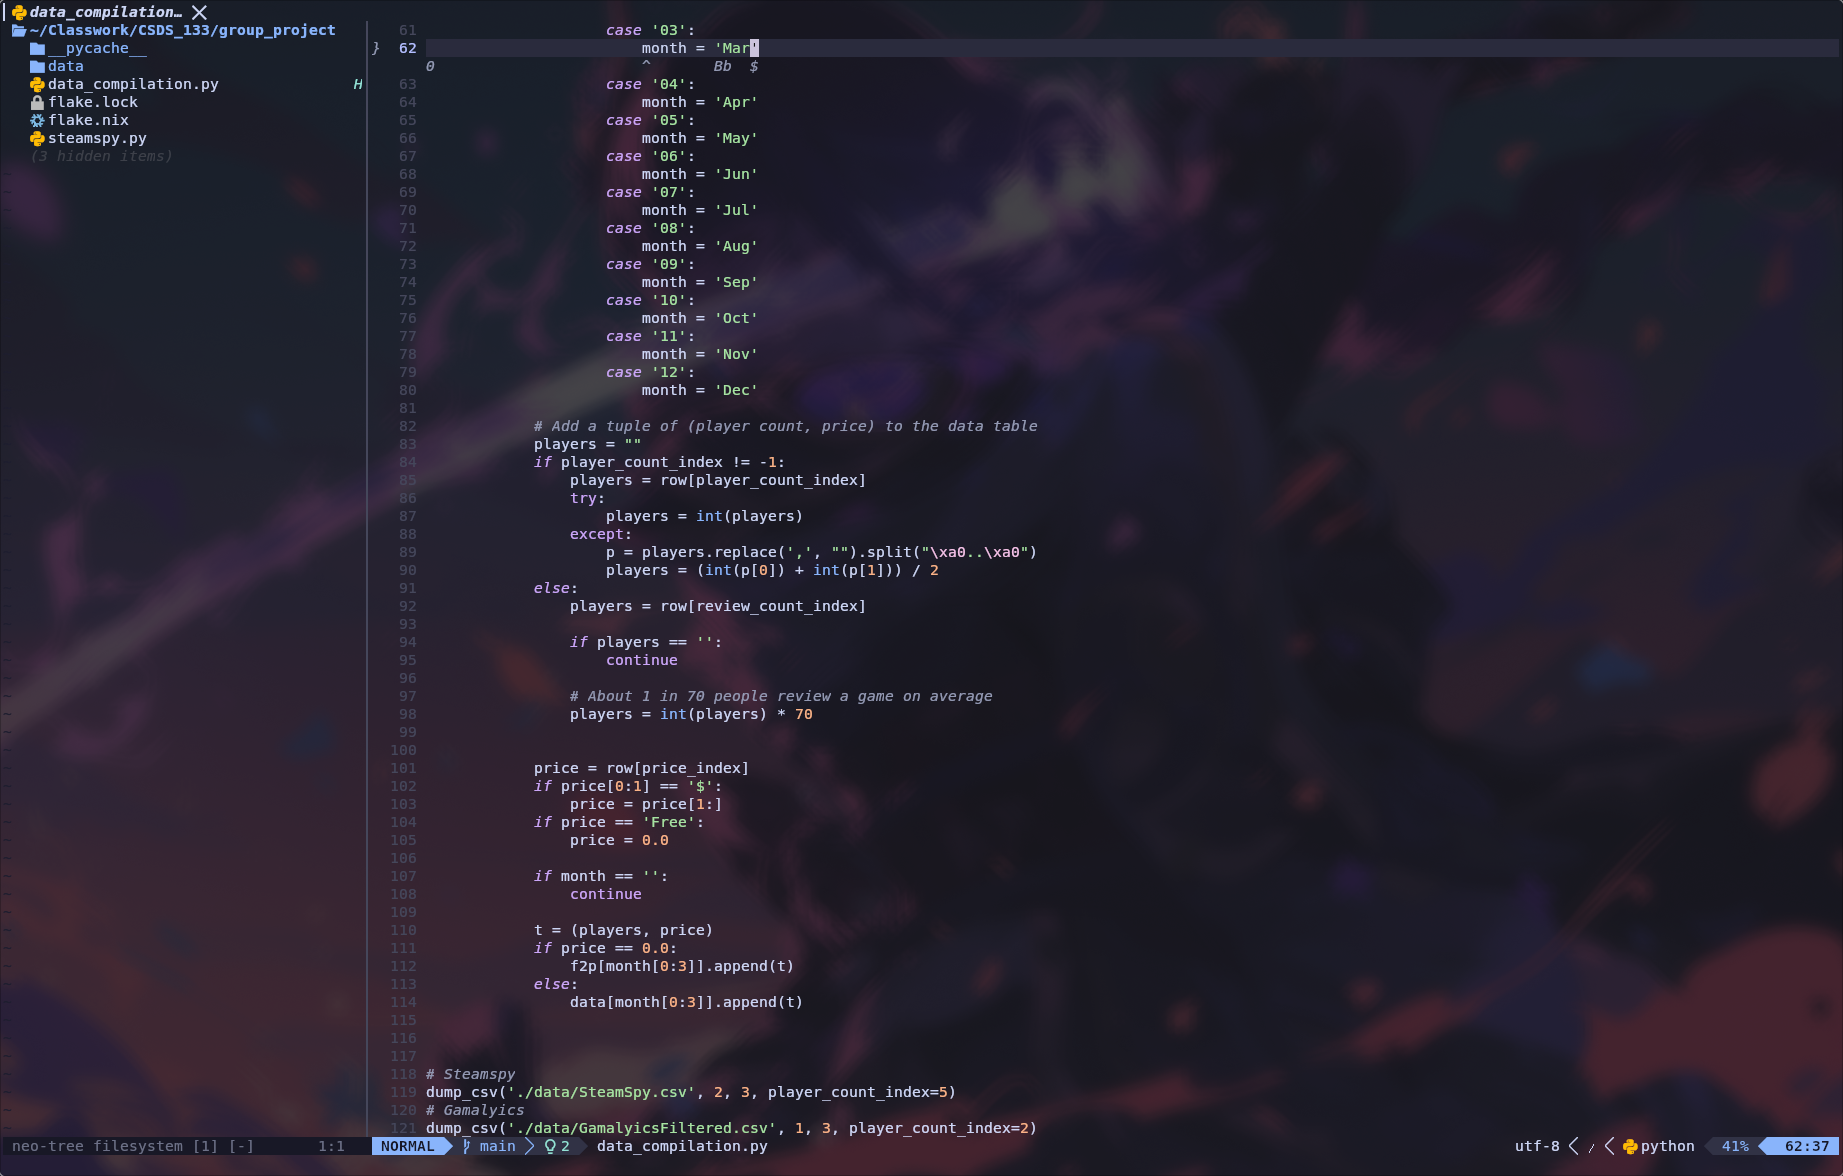 data_compilation…
~/Classwork/CSDS_133/group_project
__pycache__
data
data_compilation.py H
flake.lock
flake.nix
steamspy.py
(3 hidden items)
61 case '03':
} 62 month = 'Mar'
0 ^ Bb $
63 case '04':
64 month = 'Apr'
65 case '05':
66 month = 'May'
67 case '06':
68 month = 'Jun'
69 case '07':
70 month = 'Jul'
71 case '08':
72 month = 'Aug'
73 case '09':
74 month = 'Sep'
75 case '10':
76 month = 'Oct'
77 case '11':
78 month = 'Nov'
79 case '12':
80 month = 'Dec'
81
82 # Add a tuple of (player count, price) to the data table
83 players = ""
84 if player_count_index != -1:
85 players = row[player_count_index]
86 try:
87 players = int(players)
88 except:
89 p = players.replace(',', "").split("\xa0..\xa0")
90 players = (int(p[0]) + int(p[1])) / 2
91 else:
92 players = row[review_count_index]
93
94 if players == '':
95 continue
96
97 # About 1 in 70 people review a game on average
98 players = int(players) * 70
99
100
101 price = row[price_index]
102 if price[0:1] == '$':
103 price = price[1:]
104 if price == 'Free':
105 price = 0.0
106
107 if month == '':
108 continue
109
110 t = (players, price)
111 if price == 0.0:
112 f2p[month[0:3]].append(t)
113 else:
114 data[month[0:3]].append(t)
115
116
117
118 # Steamspy
119 dump_csv('./data/SteamSpy.csv', 2, 3, player_count_index=5)
120 # Gamalyics
121 dump_csv('./data/GamalyicsFiltered.csv', 1, 3, player_count_index=2)
neo-tree filesystem [1] [-] 1:1 NORMAL main 2 data_compilation.py utf-8 python 41% 62:37